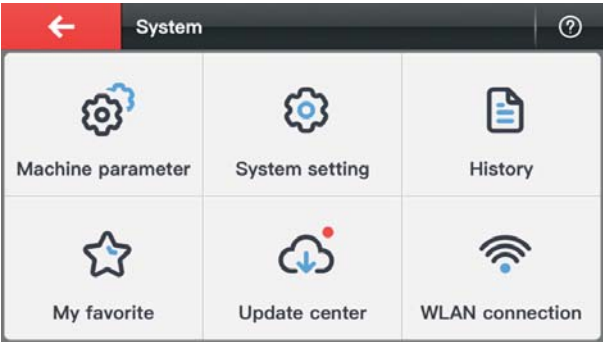 System
Machine parameter
System setting
History
My favorite
Update center
WLAN connection